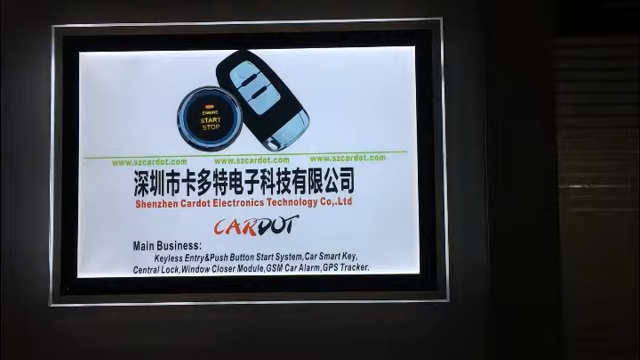 ENGINE
START
STOP
www.szcardot.com www.szcardot.com www.szcardot.com
深圳市卡多特电子科技有限公司
Shenzhen Cardot Electronics Technology Co,.Ltd
CARDOT
Main Business:
Keyless Entry&Push Button Start System,Car Smart Key,
Central Lock,Window Closer Module,GSM Car Alarm,GPS Tracker.